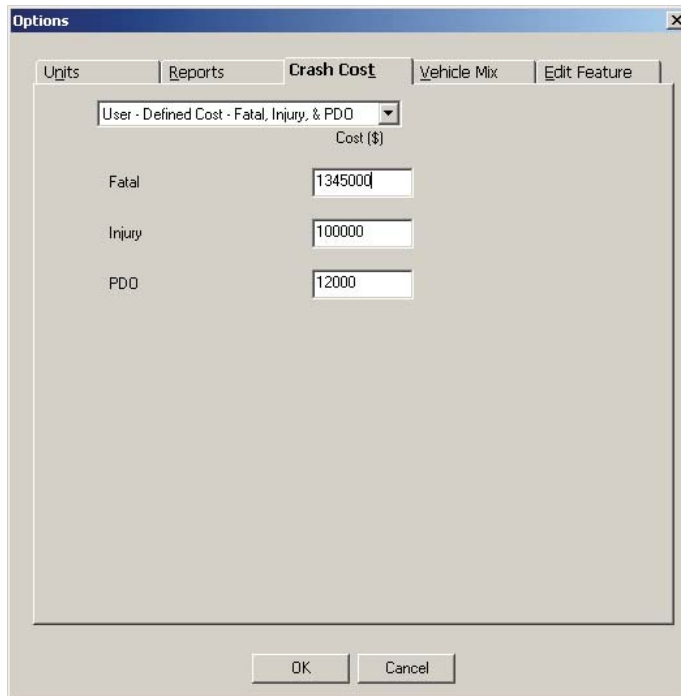 Options
Units Reports Crash Cost Vehicle Mix Edit Feature
User - Defined Cost - Fatal, Injury, & PDO
Cost ($)
Fatal 1345000
Injury 100000
PDO 12000
OK Cancel